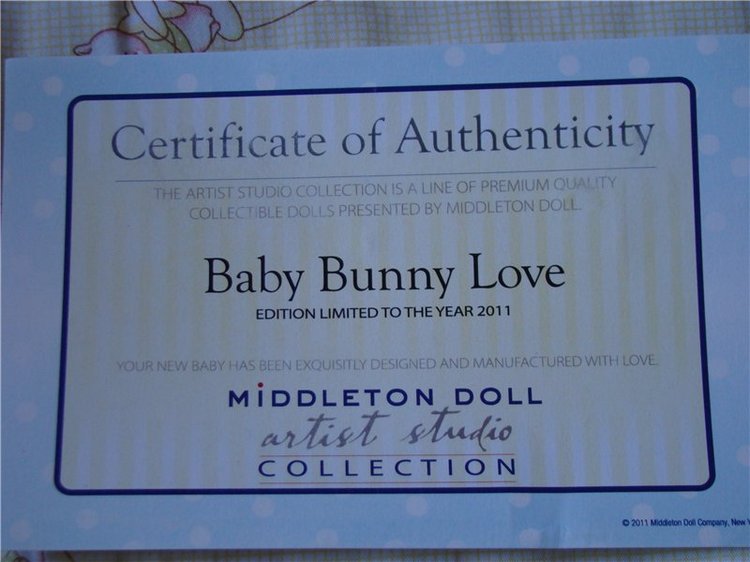 Certificate of Authenticity
THE ARTIST STUDIO COLLECTION IS A LINE OF PREMIUM QUALITY
COLLECTIBLE DOLLS PRESENTED BY MIDDLETON DOLL.
Baby Bunny Love
EDITION LIMITED TO THE YEAR 2011
YOUR NEW BABY HAS BEEN EXQUISITLY DESIGNED AND MANUFACTURED WITH LOVE.
MiDDLETON DOLL
artist studio
COLLECTION
© 2011 Middleton Doll Company, New